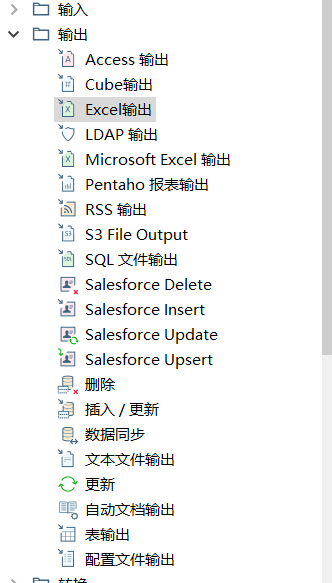 输入
输出
Access 输出
Cube输出
Excel输出
LDAP 输出
Microsoft Excel 输出
Pentaho 报表输出
RSS 输出
S3 File Output
SQL 文件输出
Salesforce Delete
Salesforce Insert
Salesforce Update
Salesforce Upsert
删除
插入 / 更新
数据同步
文本文件输出
更新
自动文档输出
表输出
配置文件输出
转换